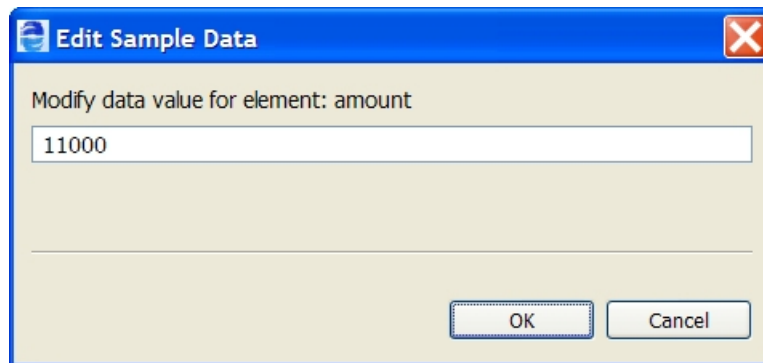 Edit Sample Data
Modify data value for element: amount
11000
OK Cancel